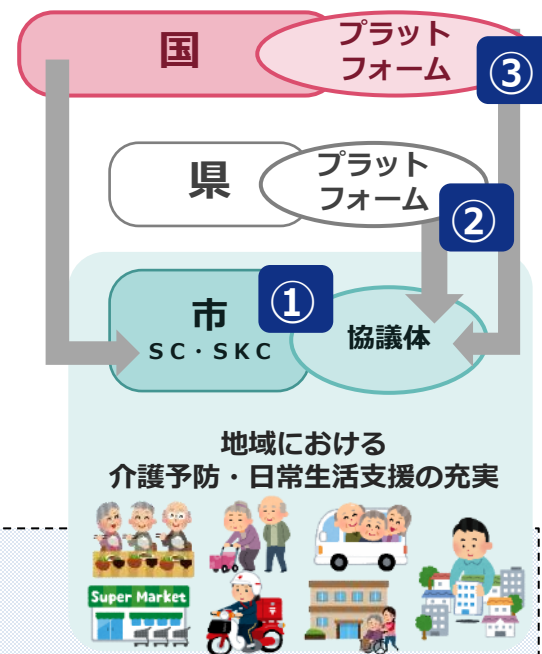 国
プラット
フォーム
③
県
プラット
フォーム
②
市
ＳＣ・ＳＫＣ
①
協議体
地域における
介護予防・日常生活支援の充実
Super Market